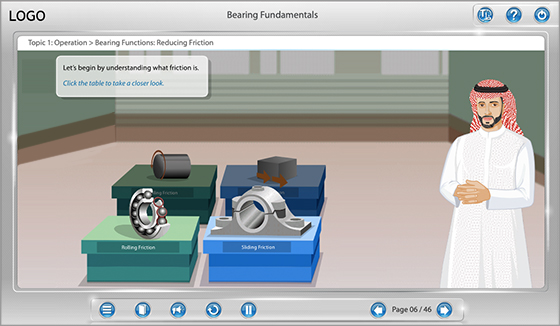 LOGO
Bearing Fundamentals
Topic 1: Operation > Bearing Functions: Reducing Friction
Let's begin by understanding what friction is.
Click the table to take a closer look.
Rolling Friction
Sliding Friction
Page 06 / 46